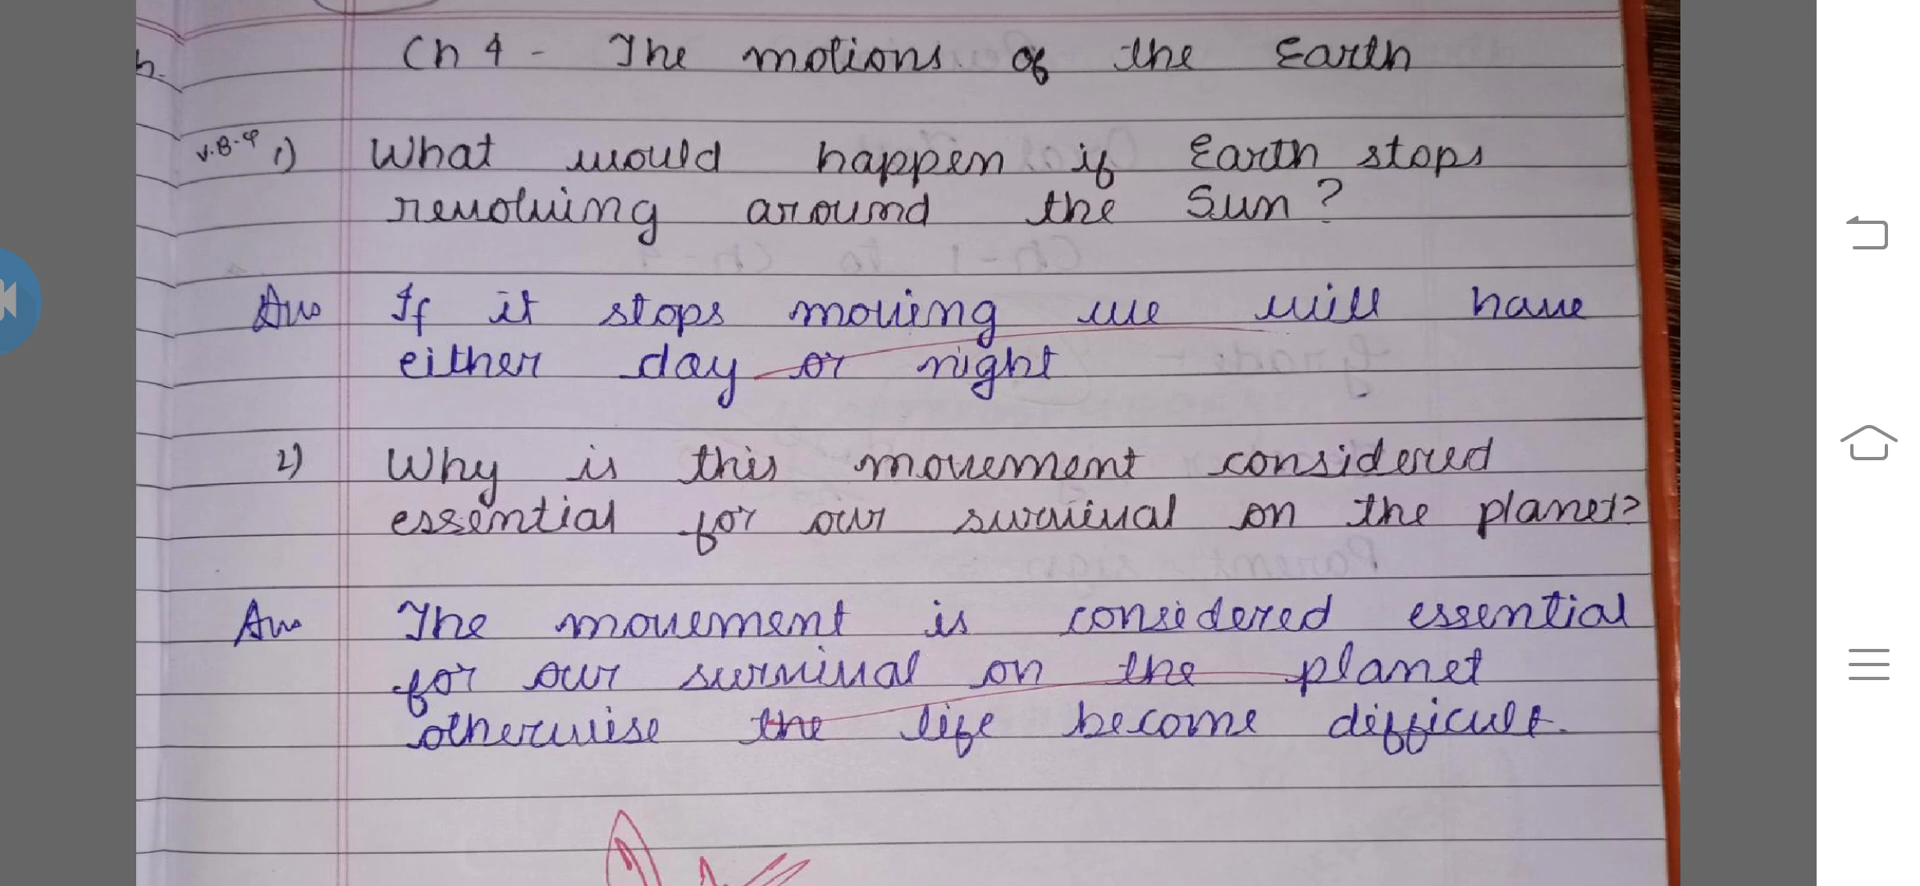 Ch 4 - The motions of the Earth
V.B.Q 1) What would happen if Earth stops
revolving around the Sun?
Ans If it stops moving we will have
either day or night
2) Why is this movement considered
essential for our survival on the planet?
Ans The movement is considered essential
for our survival on the planet
otherwise the life become difficult.